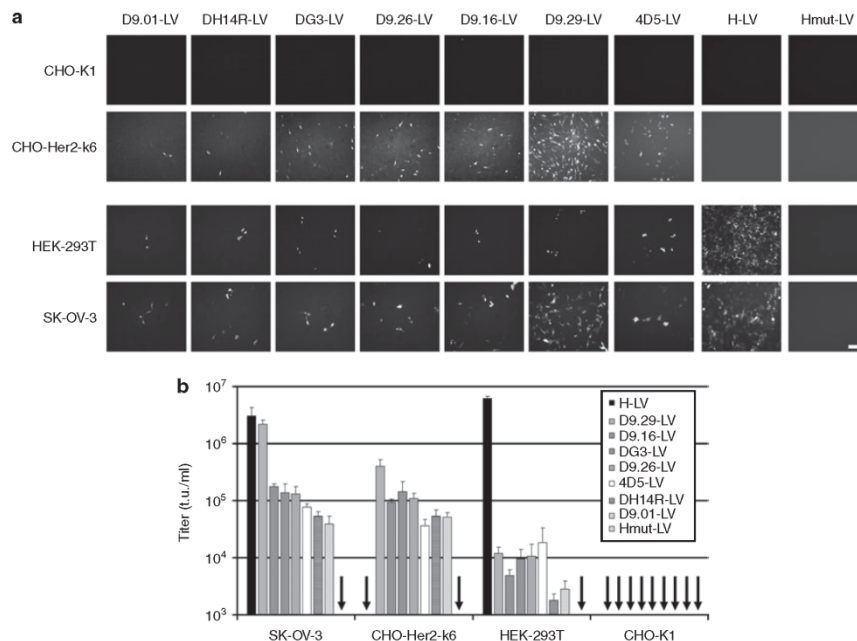 a
D9.01-LV DH14R-LV DG3-LV D9.26-LV D9.16-LV D9.29-LV 4D5-LV H-LV Hmut-LV
CHO-K1
CHO-Her2-k6
HEK-293T
SK-OV-3
b
Titer (t.u./ml)
10⁷
10⁶
10⁵
10⁴
10³
H-LV
D9.29-LV
D9.16-LV
DG3-LV
D9.26-LV
4D5-LV
DH14R-LV
D9.01-LV
Hmut-LV
SK-OV-3 CHO-Her2-k6 HEK-293T CHO-K1